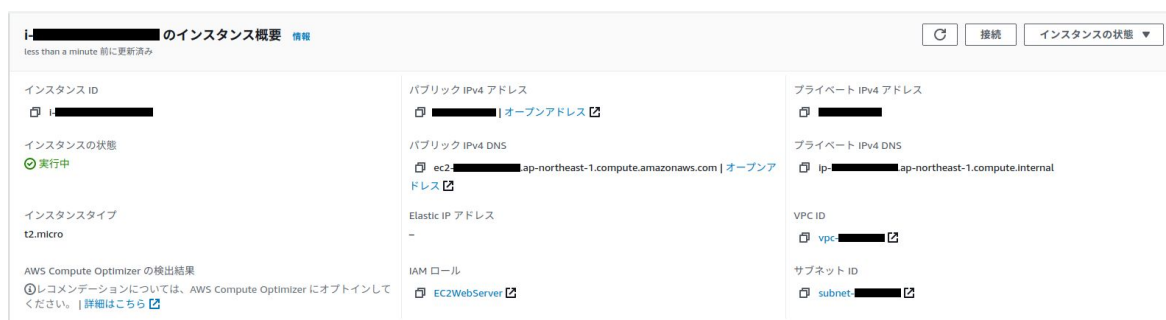 i- のインスタンス概要 情報
less than a minute 前に更新済み
接続
インスタンスの状態 ▼
インスタンス ID
i-
パブリック IPv4 アドレス
| オープンアドレス
プライベート IPv4 アドレス
インスタンスの状態
実行中
パブリック IPv4 DNS
ec2- .ap-northeast-1.compute.amazonaws.com | オープンア
ドレス
プライベート IPv4 DNS
ip- .ap-northeast-1.compute.internal
インスタンスタイプ
t2.micro
Elastic IP アドレス
–
VPC ID
vpc-
AWS Compute Optimizer の検出結果
レコメンデーションについては、AWS Compute Optimizer にオプトインして
ください。 | 詳細はこちら
IAM ロール
EC2WebServer
サブネット ID
subnet-